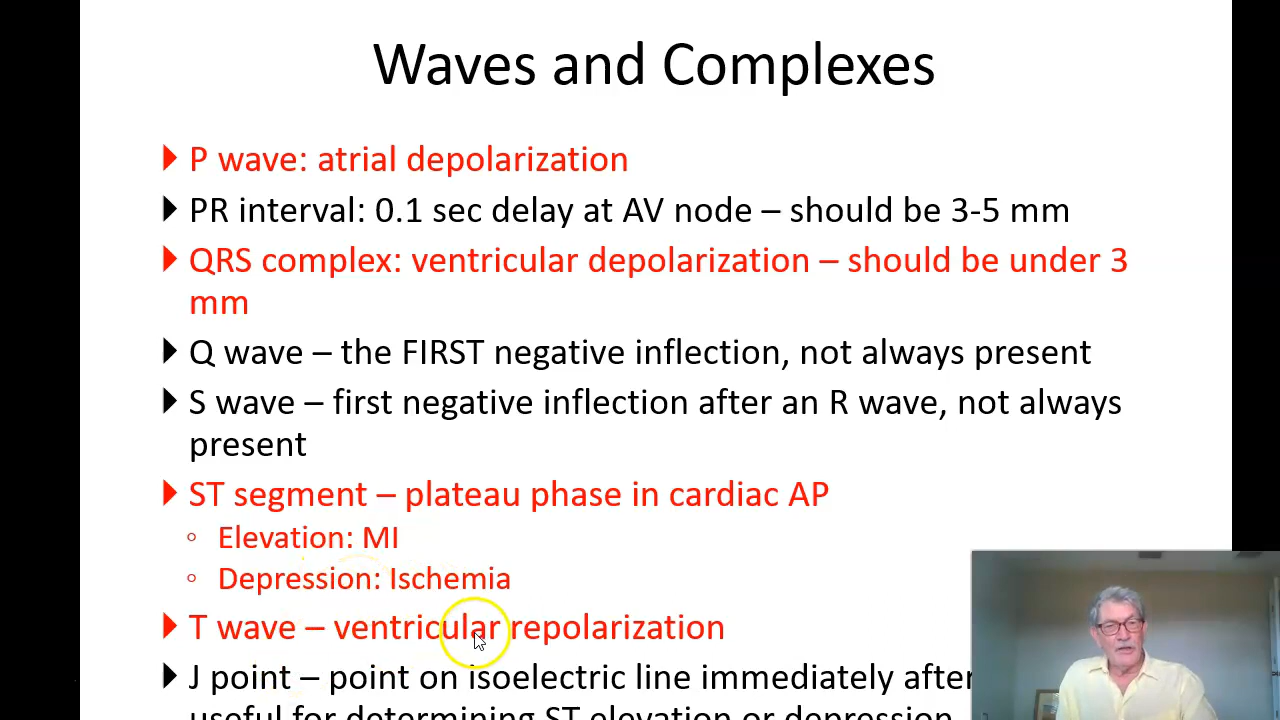 Waves and Complexes
P wave: atrial depolarization
PR interval: 0.1 sec delay at AV node – should be 3-5 mm
QRS complex: ventricular depolarization – should be under 3
mm
Q wave – the FIRST negative inflection, not always present
S wave – first negative inflection after an R wave, not always
present
ST segment – plateau phase in cardiac AP
Elevation: MI
Depression: Ischemia
T wave – ventricular repolarization
J point – point on isoelectric line immediately after
useful for determining ST elevation or depression